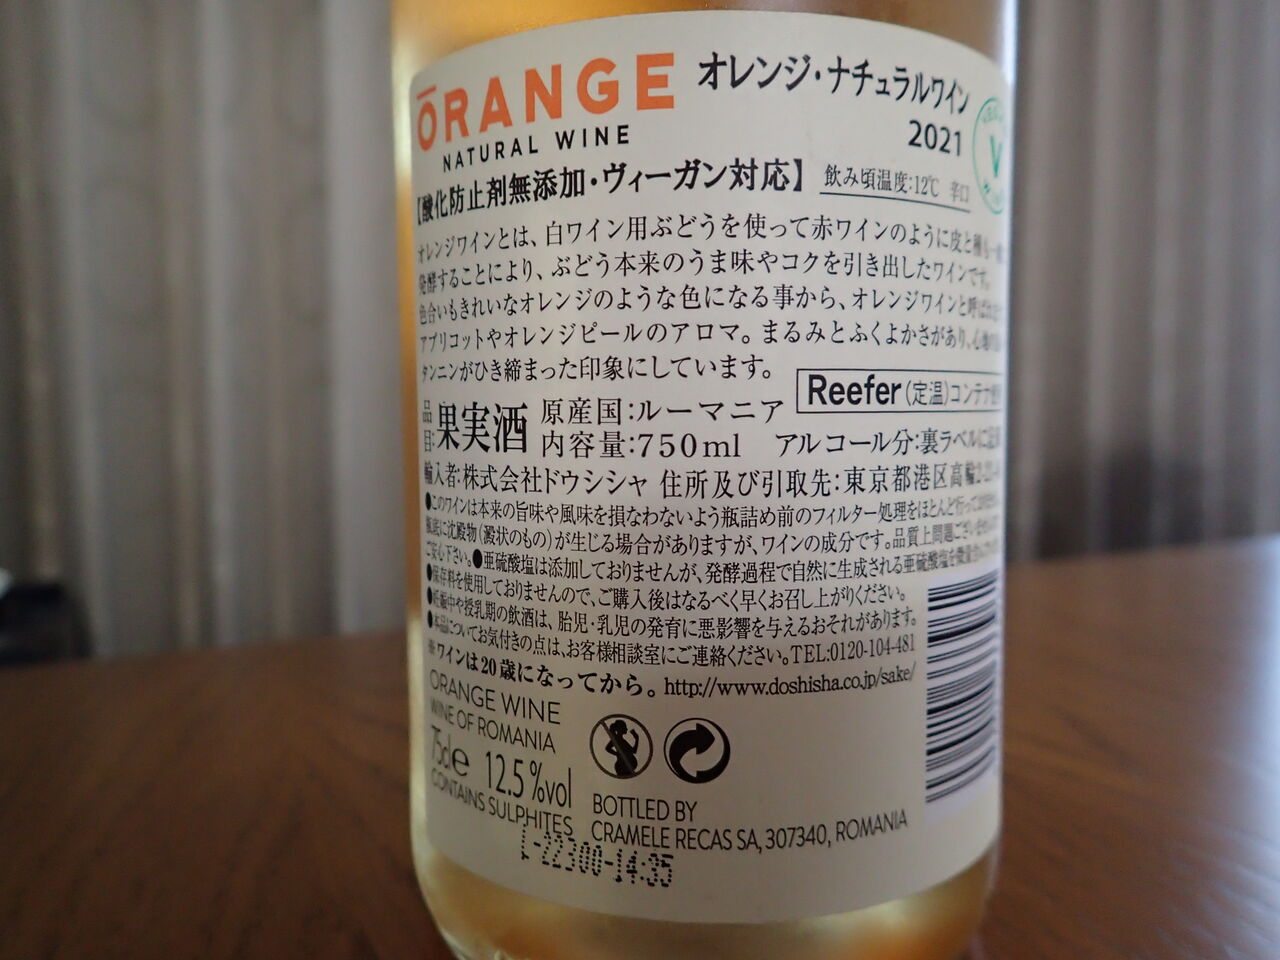 ORANGE
NATURAL WINE
オレンジ・ナチュラルワイン
2021
V
【酸化防止剤無添加・ヴィーガン対応】
飲み頃温度:12℃ 辛口
オレンジワインとは、白ワイン用ぶどうを使って赤ワインのように皮と種も一緒に
発酵することにより、ぶどう本来のうま味やコクを引き出したワインです。
色合いもきれいなオレンジのような色になる事から、オレンジワインと呼ばれ
アプリコットやオレンジピールのアロマ。まるみとふくよかさがあり、心地
タンニンがひき締まった印象にしています。
Reefer(定温)コンテナ
品目:果実酒
原産国:ルーマニア
内容量:750ml アルコール分:裏ラベルに記載
輸入者:株式会社ドウシシャ 住所及び引取先:東京都港区高輪2-21-
●このワインは本来の旨味や風味を損なわないよう瓶詰め前のフィルター処理をほとんど行って
瓶底に沈殿物(澱状のもの)が生じる場合がありますが、ワインの成分です。品質上問題ございません
ご安心下さい。●亜硫酸塩は添加しておりませんが、発酵過程で自然に生成される亜硫酸塩を微量含
●保存料を使用しておりませんので、ご購入後はなるべく早くお召し上がりください。
●妊娠中や授乳期の飲酒は、胎児・乳児の発育に悪影響を与えるおそれがあります。
●本品についてお気付きの点は、お客様相談室にご連絡ください。TEL:0120-104-481
※ワインは20歳になってから。http://www.doshisha.co.jp/sake/
ORANGE WINE
WINE OF ROMANIA
75cl e 12.5%vol
CONTAINS SULPHITES
BOTTLED BY
CRAMELE RECAS SA, 307340, ROMANIA
L-22300-14:35